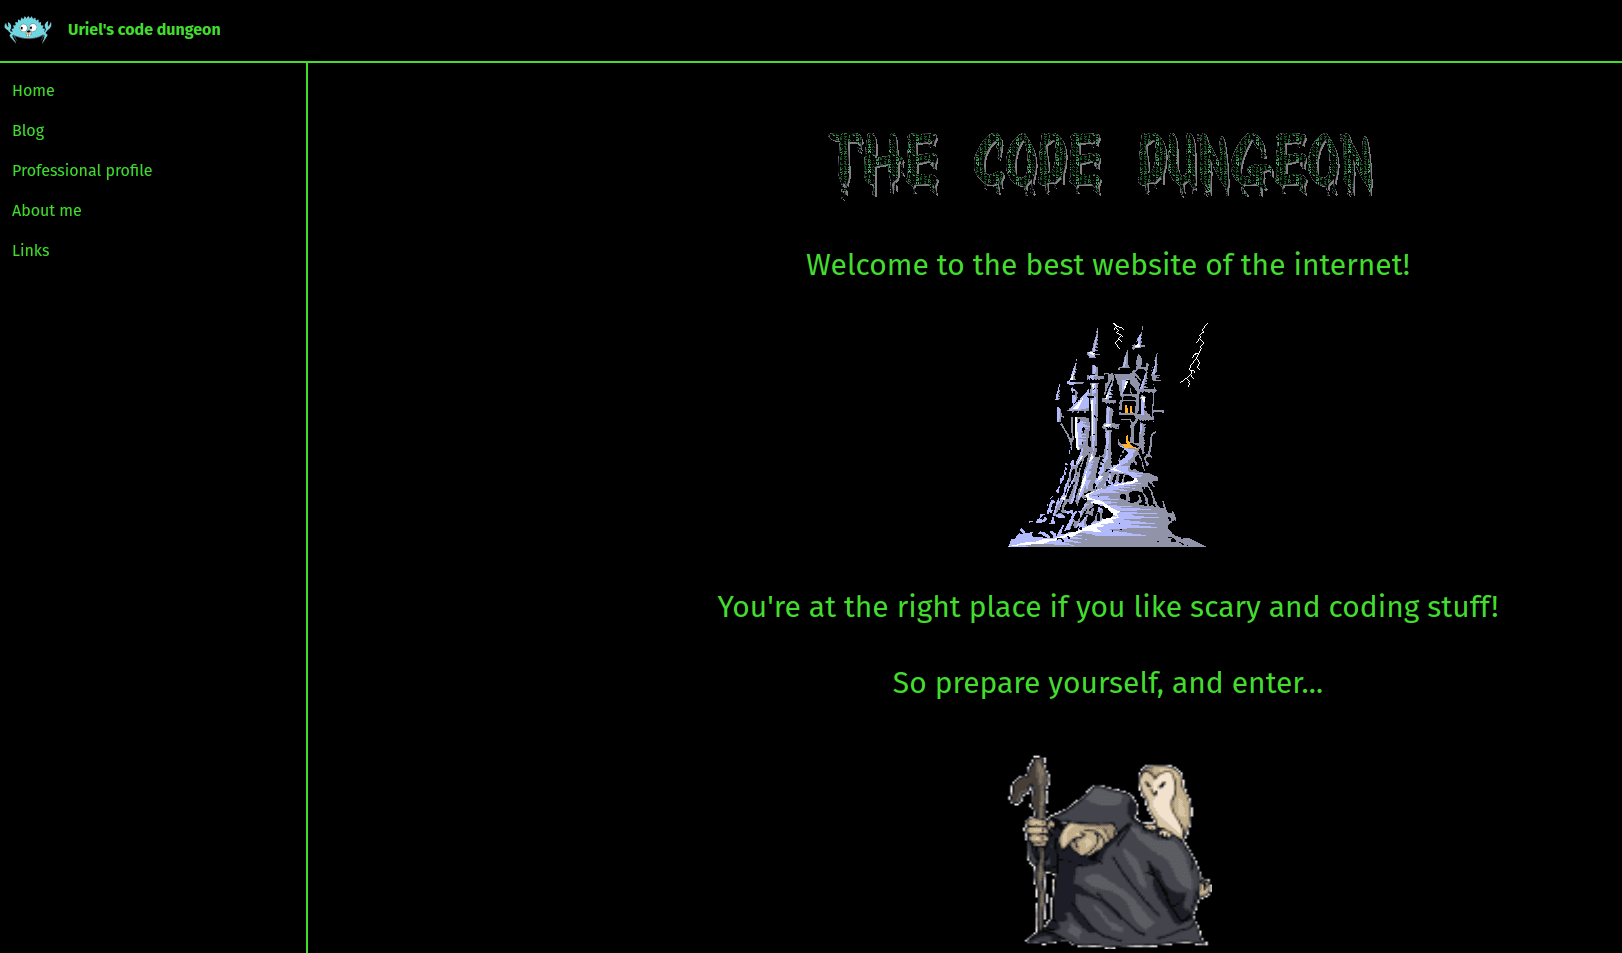 Uriel's code dungeon
Home
Blog
Professional profile
About me
Links
THE CODE DUNGEON
Welcome to the best website of the internet!
You're at the right place if you like scary and coding stuff!
So prepare yourself, and enter...